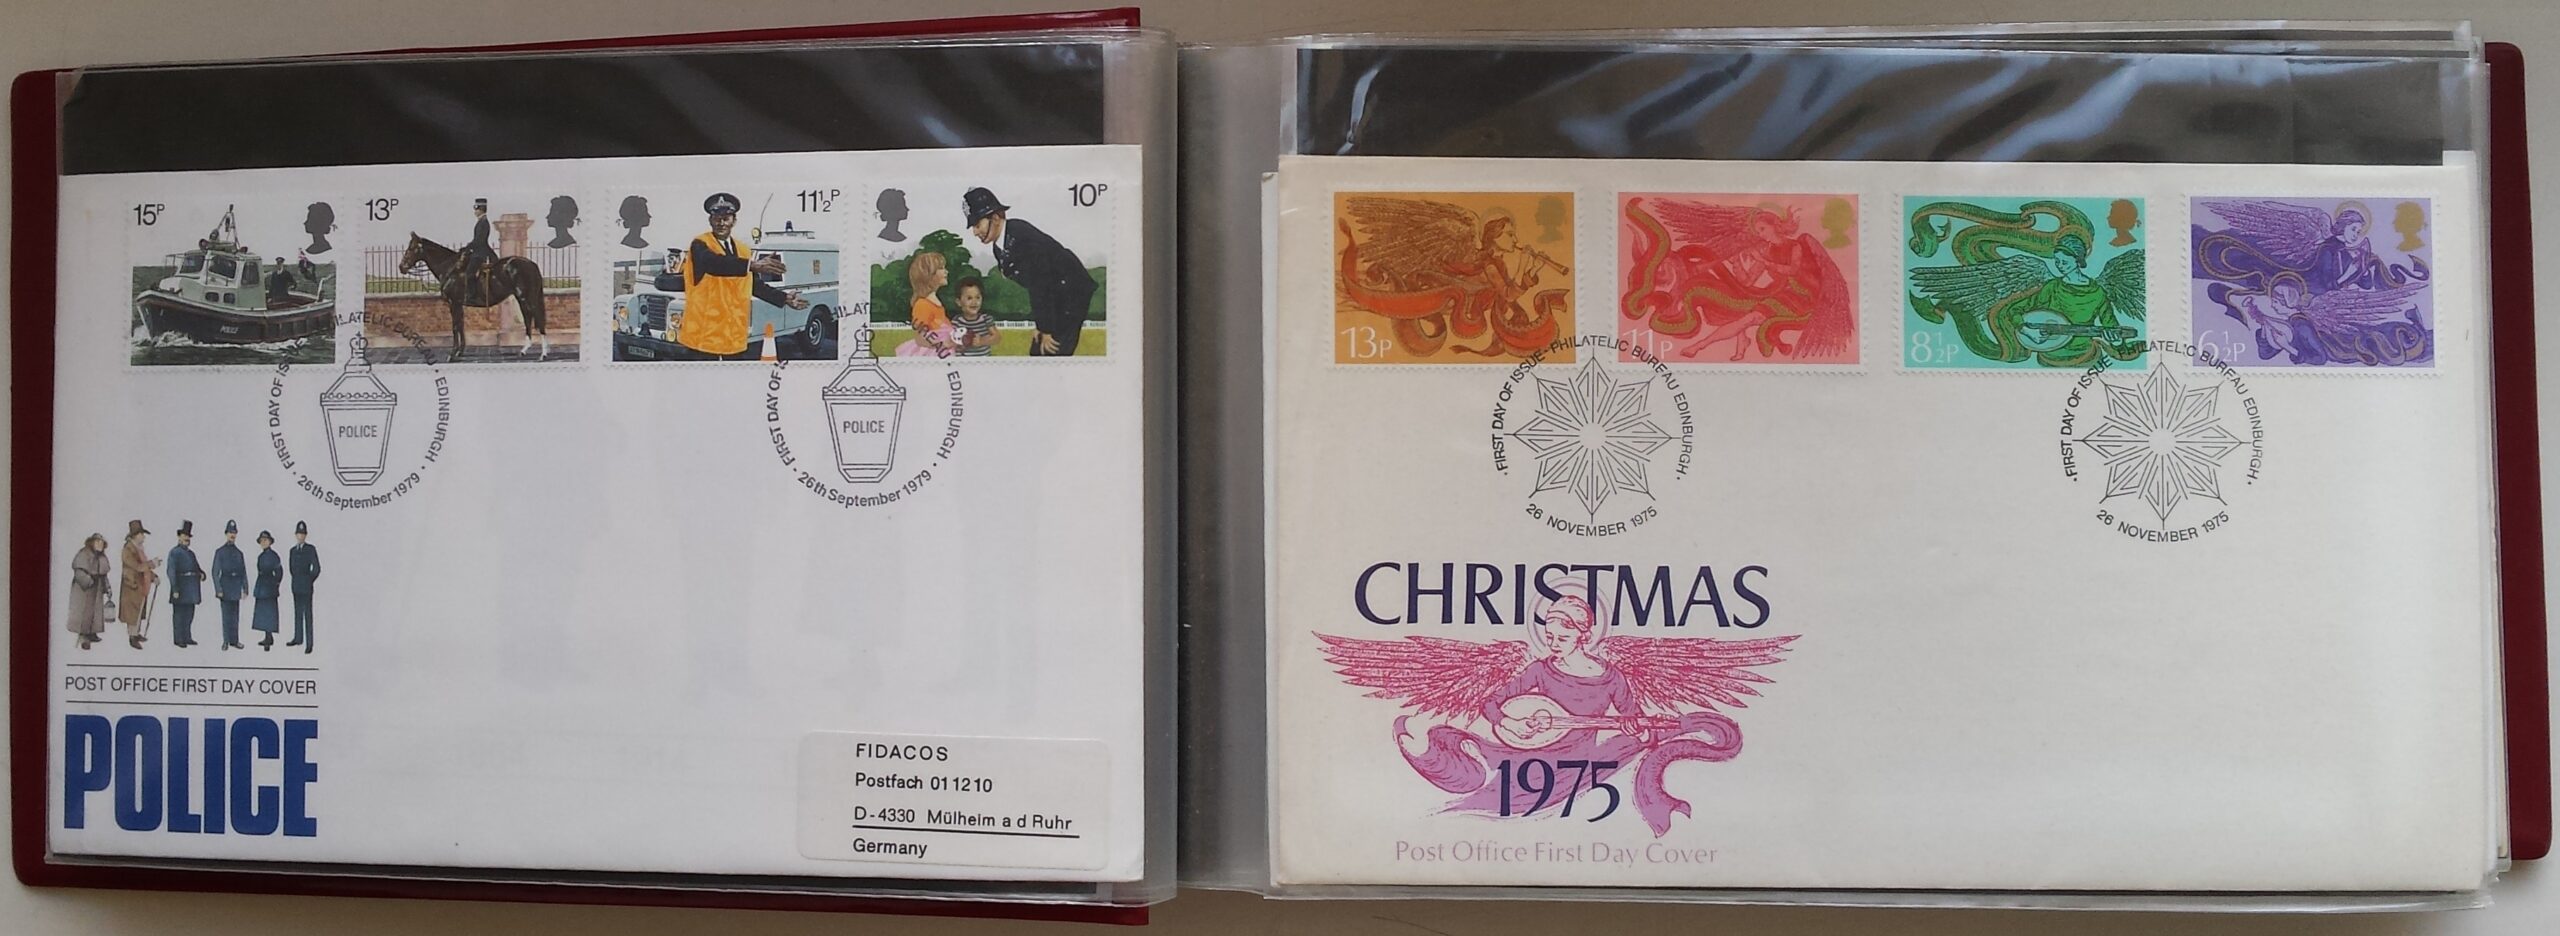 15P
13P
11½P
10P
POLICE
FIRST DAY OF ISSUE PHILATELIC BUREAU · EDINBURGH ·
POLICE
· 26th September 1979 ·
FIRST DAY OF ISSUE PHILATELIC BUREAU · EDINBURGH ·
POLICE
· 26th September 1979 ·
POST OFFICE FIRST DAY COVER
POLICE
FIDACOS
Postfach 011210
D-4330 Mülheim a d Ruhr
Germany
13P
11P
8½P
6½P
· FIRST DAY OF ISSUE-PHILATELIC BUREAU EDINBURGH ·
26 NOVEMBER 1975
· FIRST DAY OF ISSUE-PHILATELIC BUREAU EDINBURGH ·
26 NOVEMBER 1975
CHRISTMAS
1975
Post Office First Day Cover